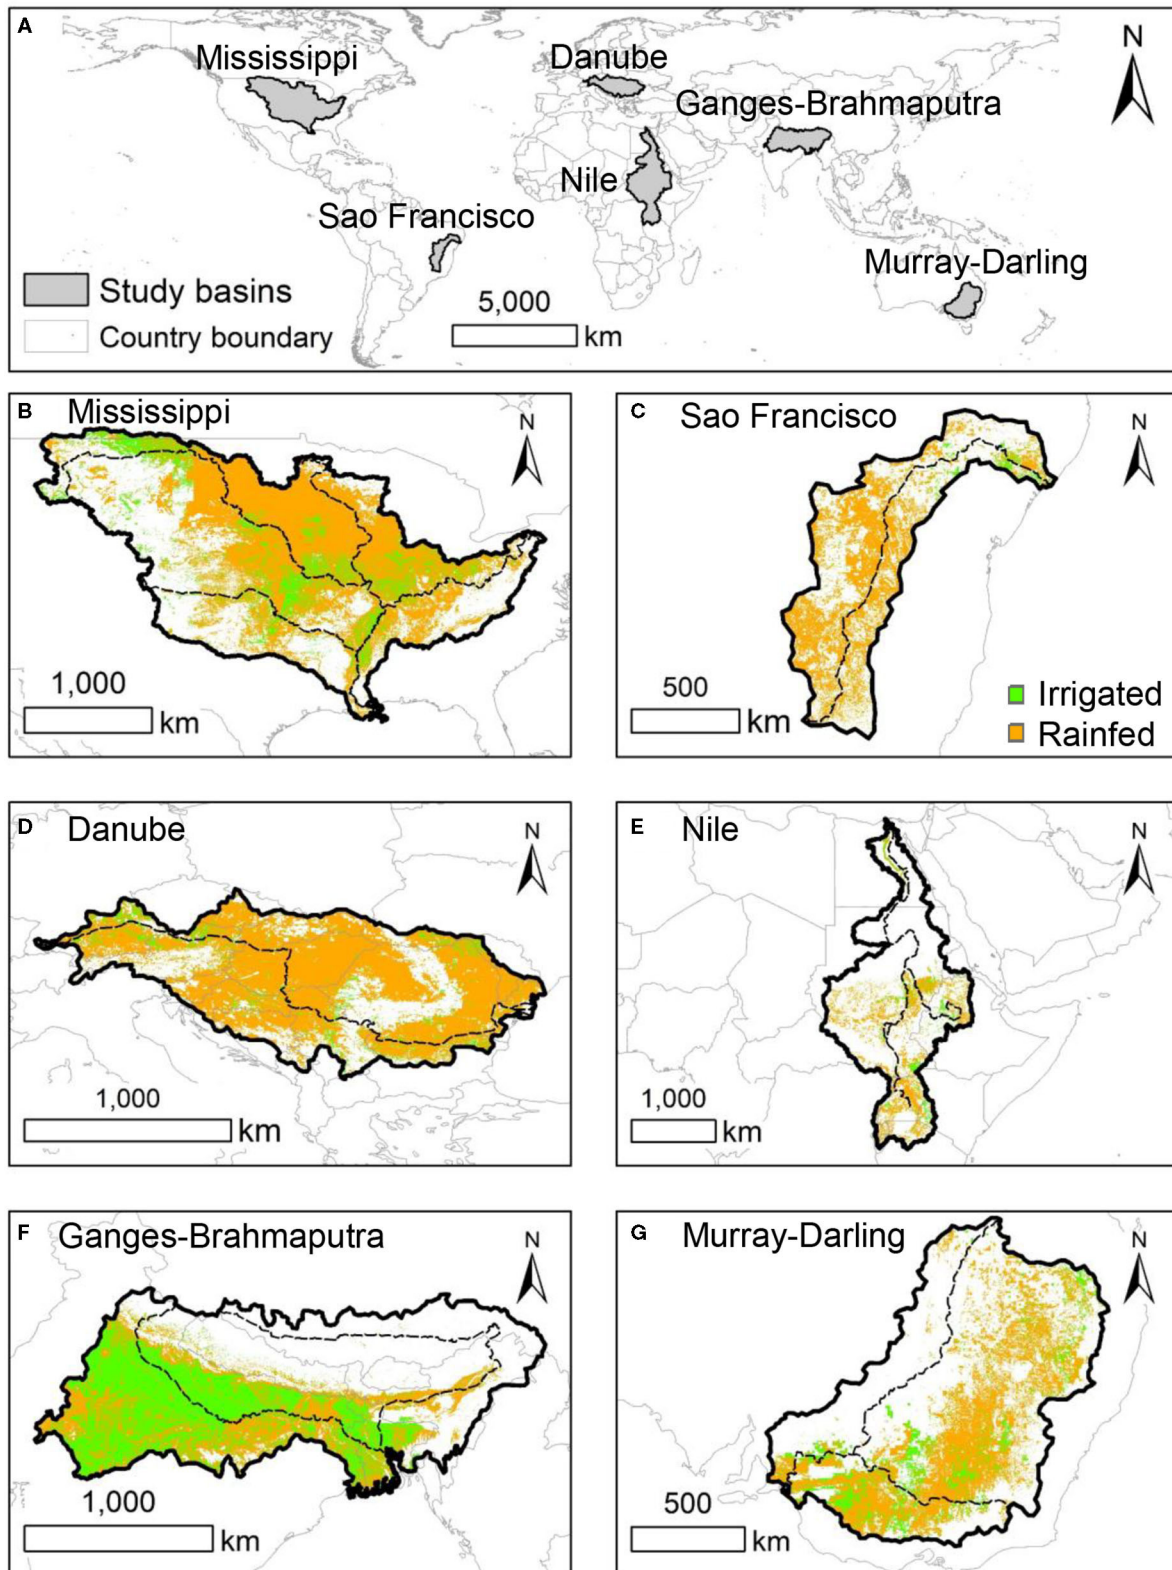 A
Mississippi
Danube
Ganges-Brahmaputra
N
Nile
Sao Francisco
Murray-Darling
Study basins
Country boundary
5,000
km
B Mississippi
N
1,000
km
C Sao Francisco
N
500
km
Irrigated
Rainfed
D Danube
N
1,000
km
E Nile
N
1,000
km
F Ganges-Brahmaputra
N
1,000
km
G Murray-Darling
N
500
km